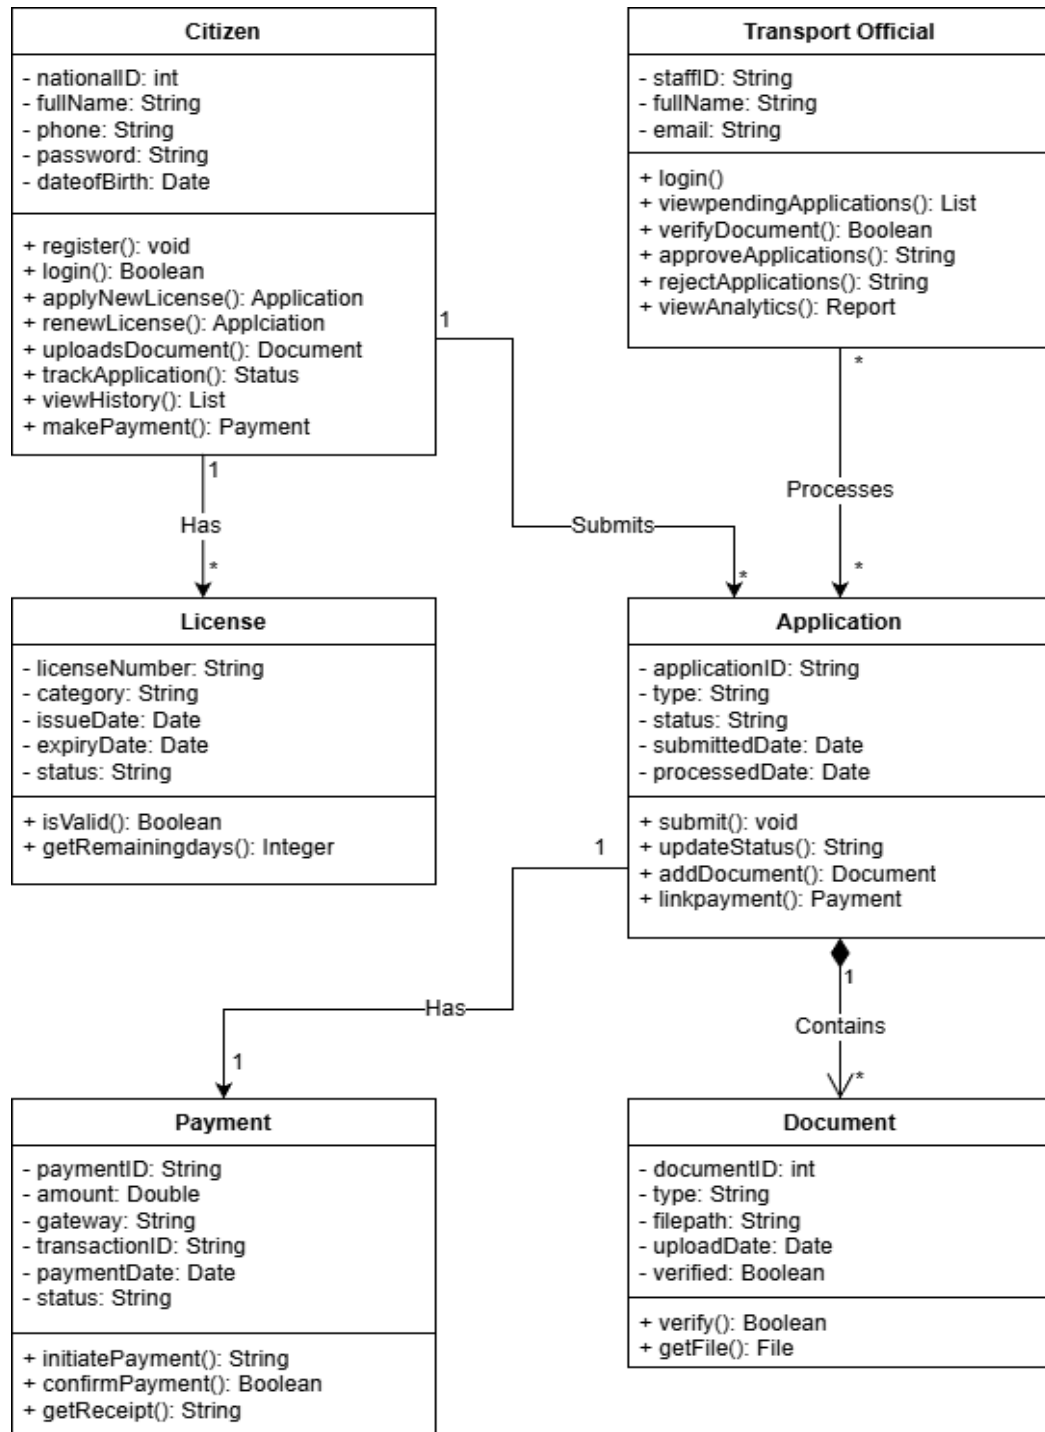 Citizen
- nationalID: int
- fullName: String
- phone: String
- password: String
- dateofBirth: Date
+ register(): void
+ login(): Boolean
+ applyNewLicense(): Application
+ renewLicense(): Applciation
+ uploadsDocument(): Document
+ trackApplication(): Status
+ viewHistory(): List
+ makePayment(): Payment
Transport Official
- staffID: String
- fullName: String
- email: String
+ login()
+ viewpendingApplications(): List
+ verifyDocument(): Boolean
+ approveApplications(): String
+ rejectApplications(): String
+ viewAnalytics(): Report
1
Has
*
1
Submits
*
*
Processes
*
License
- licenseNumber: String
- category: String
- issueDate: Date
- expiryDate: Date
- status: String
+ isValid(): Boolean
+ getRemainingdays(): Integer
Application
- applicationID: String
- type: String
- status: String
- submittedDate: Date
- processedDate: Date
+ submit(): void
+ updateStatus(): String
+ addDocument(): Document
+ linkpayment(): Payment
1
Has
1
1
Contains
*
Payment
- paymentID: String
- amount: Double
- gateway: String
- transactionID: String
- paymentDate: Date
- status: String
+ initiatePayment(): String
+ confirmPayment(): Boolean
+ getReceipt(): String
Document
- documentID: int
- type: String
- filepath: String
- uploadDate: Date
- verified: Boolean
+ verify(): Boolean
+ getFile(): File